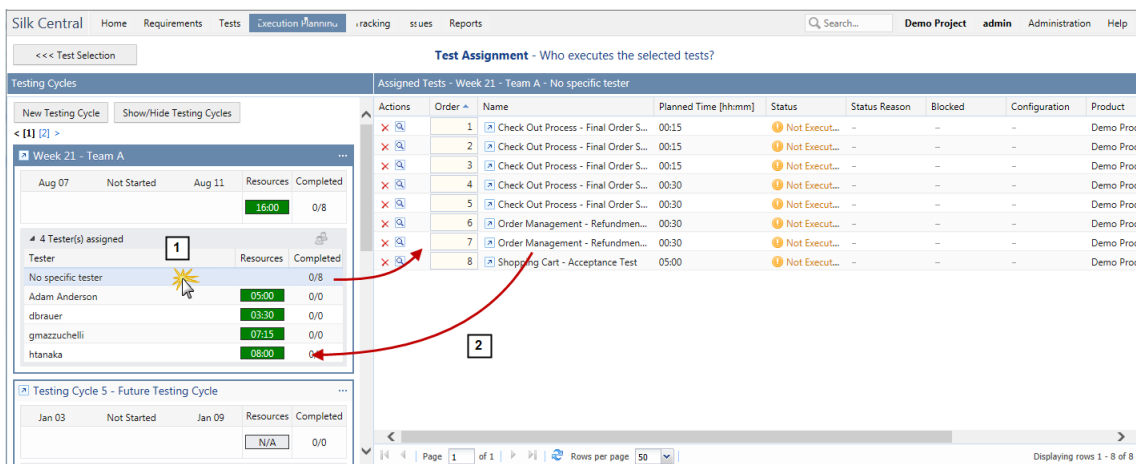 Silk Central Home Requirements Tests Execution Planning racking ssues Reports Search... Demo Project admin Administration Help
<<< Test Selection
Test Assignment - Who executes the selected tests?
Testing Cycles
New Testing Cycle Show/Hide Testing Cycles
< [1] [2] >
Week 21 - Team A ...
Aug 07 Not Started Aug 11 Resources Completed
16:00 0/8
4 Tester(s) assigned
1
Tester Resources Completed
No specific tester 0/8
Adam Anderson 05:00 0/0
dbrauer 03:30 0/0
gmazzuchelli 07:15 0/0
htanaka 08:00
Testing Cycle 5 - Future Testing Cycle ...
Jan 03 Not Started Jan 09 Resources Completed
N/A 0/0
Assigned Tests - Week 21 - Team A - No specific tester
Actions Order Name Planned Time [hh:mm] Status Status Reason Blocked Configuration Product
1 Check Out Process - Final Order S... 00:15 Not Execut... – – – Demo Proc
2 Check Out Process - Final Order S... 00:15 Not Execut... – – – Demo Proc
3 Check Out Process - Final Order S... 00:15 Not Execut... – – – Demo Proc
4 Check Out Process - Final Order S... 00:30 Not Execut... – – – Demo Proc
5 Check Out Process - Final Order S... 00:30 Not Execut... – – – Demo Proc
6 Order Management - Refundmen... 00:30 Not Execut... – – – Demo Proc
7 Order Management - Refundmen... 00:30 Not Execut... – – – Demo Proc
8 Shopping Cart - Acceptance Test 05:00 Not Execut... – – – Demo Proc
2
Page 1 of 1 Rows per page 50 Displaying rows 1 - 8 of 8